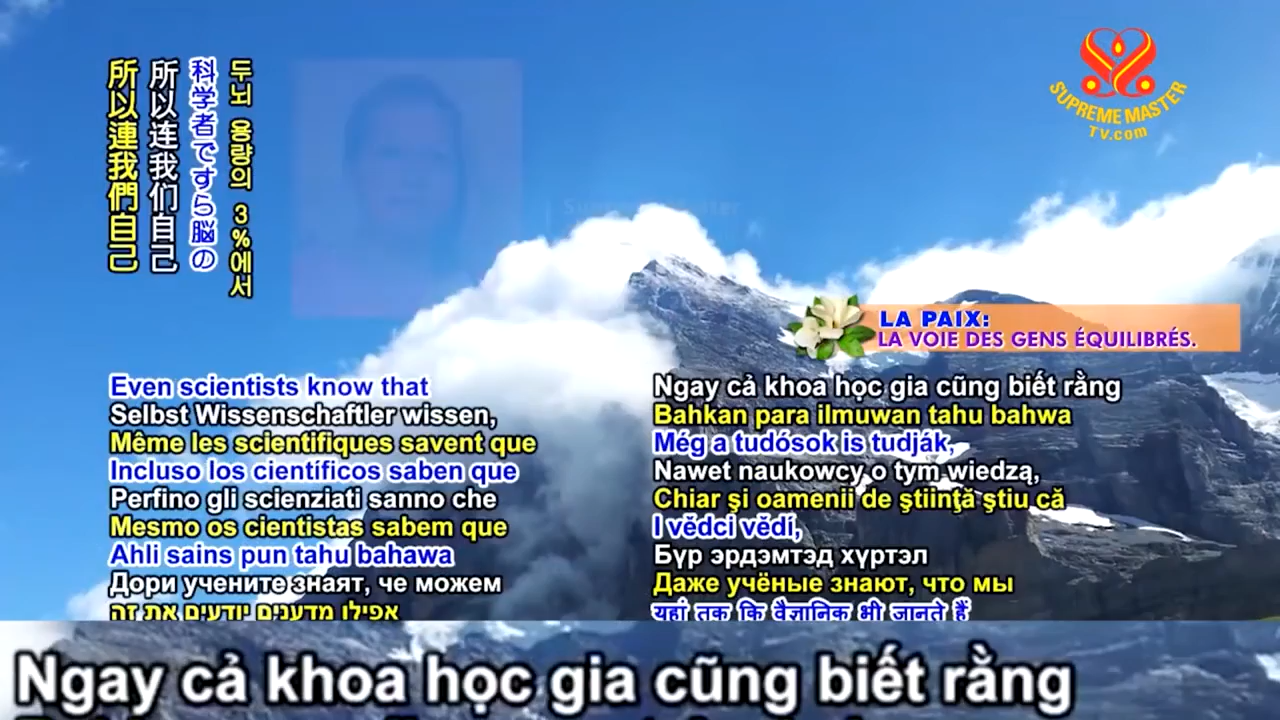 所以連我們自己
所以连我们自己
科学者ですら脳の
두뇌 용량의 3%에서
SUPREME MASTER
TV.com
LA PAIX:
LA VOIE DES GENS ÉQUILIBRÉS.
Even scientists know that
Selbst Wissenschaftler wissen,
Même les scientifiques savent que
Incluso los científicos saben que
Perfino gli scienziati sanno che
Mesmo os cientistas sabem que
Ahli sains pun tahu bahawa
Дори учените знаят, че можем
אפילו מדענים יודעים את זה
Ngay cả khoa học gia cũng biết rằng
Bahkan para ilmuwan tahu bahwa
Még a tudósok is tudják,
Nawet naukowcy o tym wiedzą,
Chiar şi oamenii de ştiinţă ştiu că
I vědci vědí,
Бүр эрдэмтэд хүртэл
Даже учёные знают, что мы
यहां तक कि वैज्ञानिक भी जानते हैं
Ngay cả khoa học gia cũng biết rằng